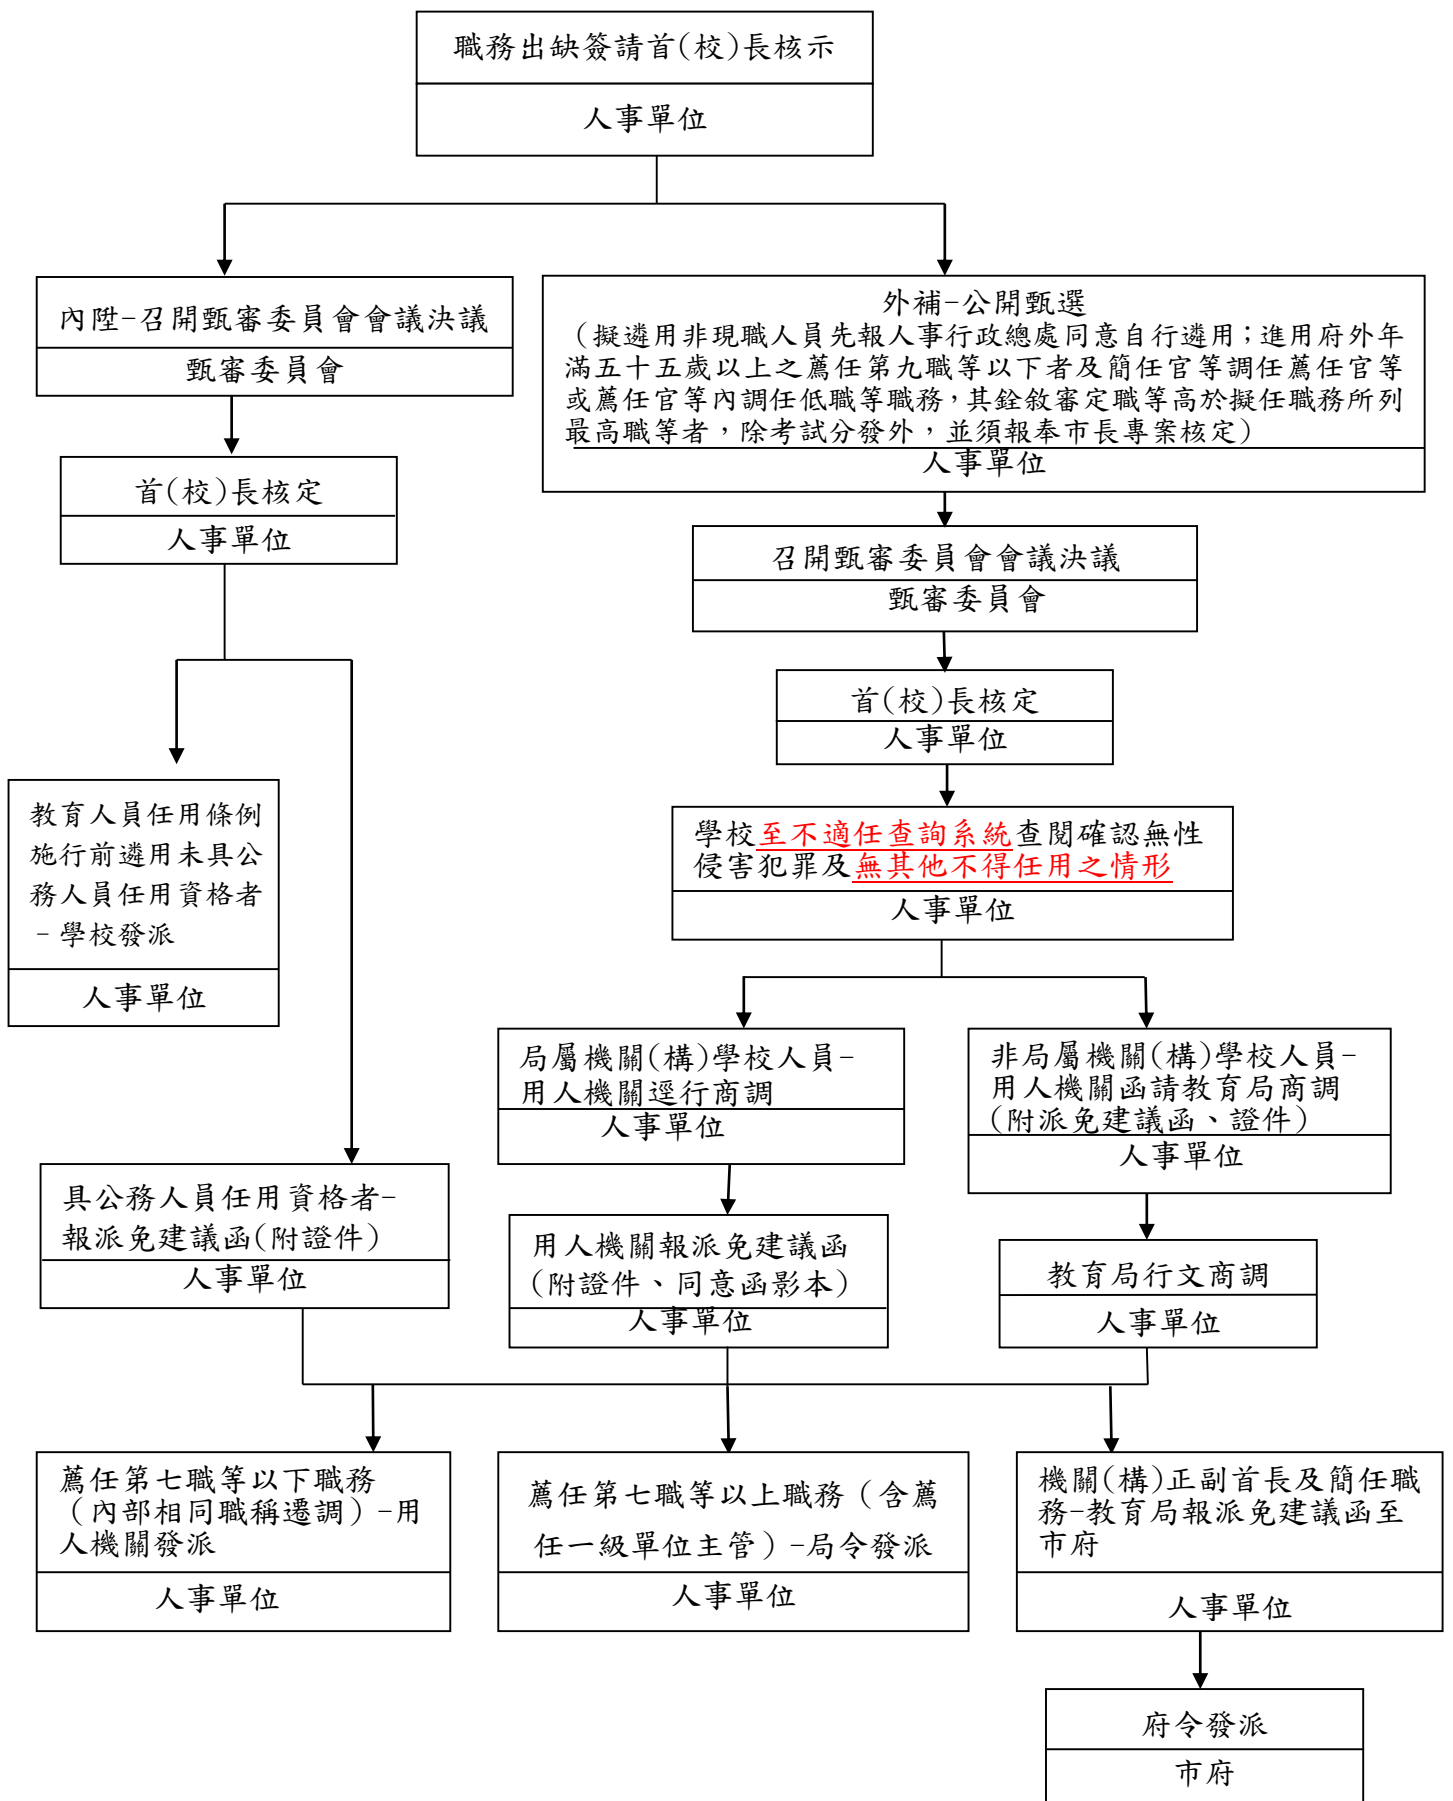 職務出缺簽請首(校)長核示
人事單位
內陞-召開甄審委員會會議決議
甄審委員會
外補-公開甄選
（擬遴用非現職人員先報人事行政總處同意自行遴用；進用府外年
滿五十五歲以上之薦任第九職等以下者及簡任官等調任薦任官等
或薦任官等內調任低職等職務，其銓敘審定職等高於擬任職務所列
最高職等者，除考試分發外，並須報奉市長專案核定）
人事單位
首(校)長核定
人事單位
召開甄審委員會會議決議
甄審委員會
首(校)長核定
人事單位
教育人員任用條例
施行前遴用未具公
務人員任用資格者
-學校發派
人事單位
學校至不適任查詢系統查閱確認無性
侵害犯罪及無其他不得任用之情形
人事單位
局屬機關(構)學校人員-
用人機關逕行商調
人事單位
非局屬機關(構)學校人員-
用人機關函請教育局商調
(附派免建議函、證件)
人事單位
具公務人員任用資格者-
報派免建議函(附證件)
人事單位
用人機關報派免建議函
(附證件、同意函影本)
人事單位
教育局行文商調
人事單位
薦任第七職等以下職務
（內部相同職稱遷調）-用
人機關發派
人事單位
薦任第七職等以上職務（含薦
任一級單位主管）-局令發派
人事單位
機關(構)正副首長及簡任職
務-教育局報派免建議函至
市府
人事單位
府令發派
市府